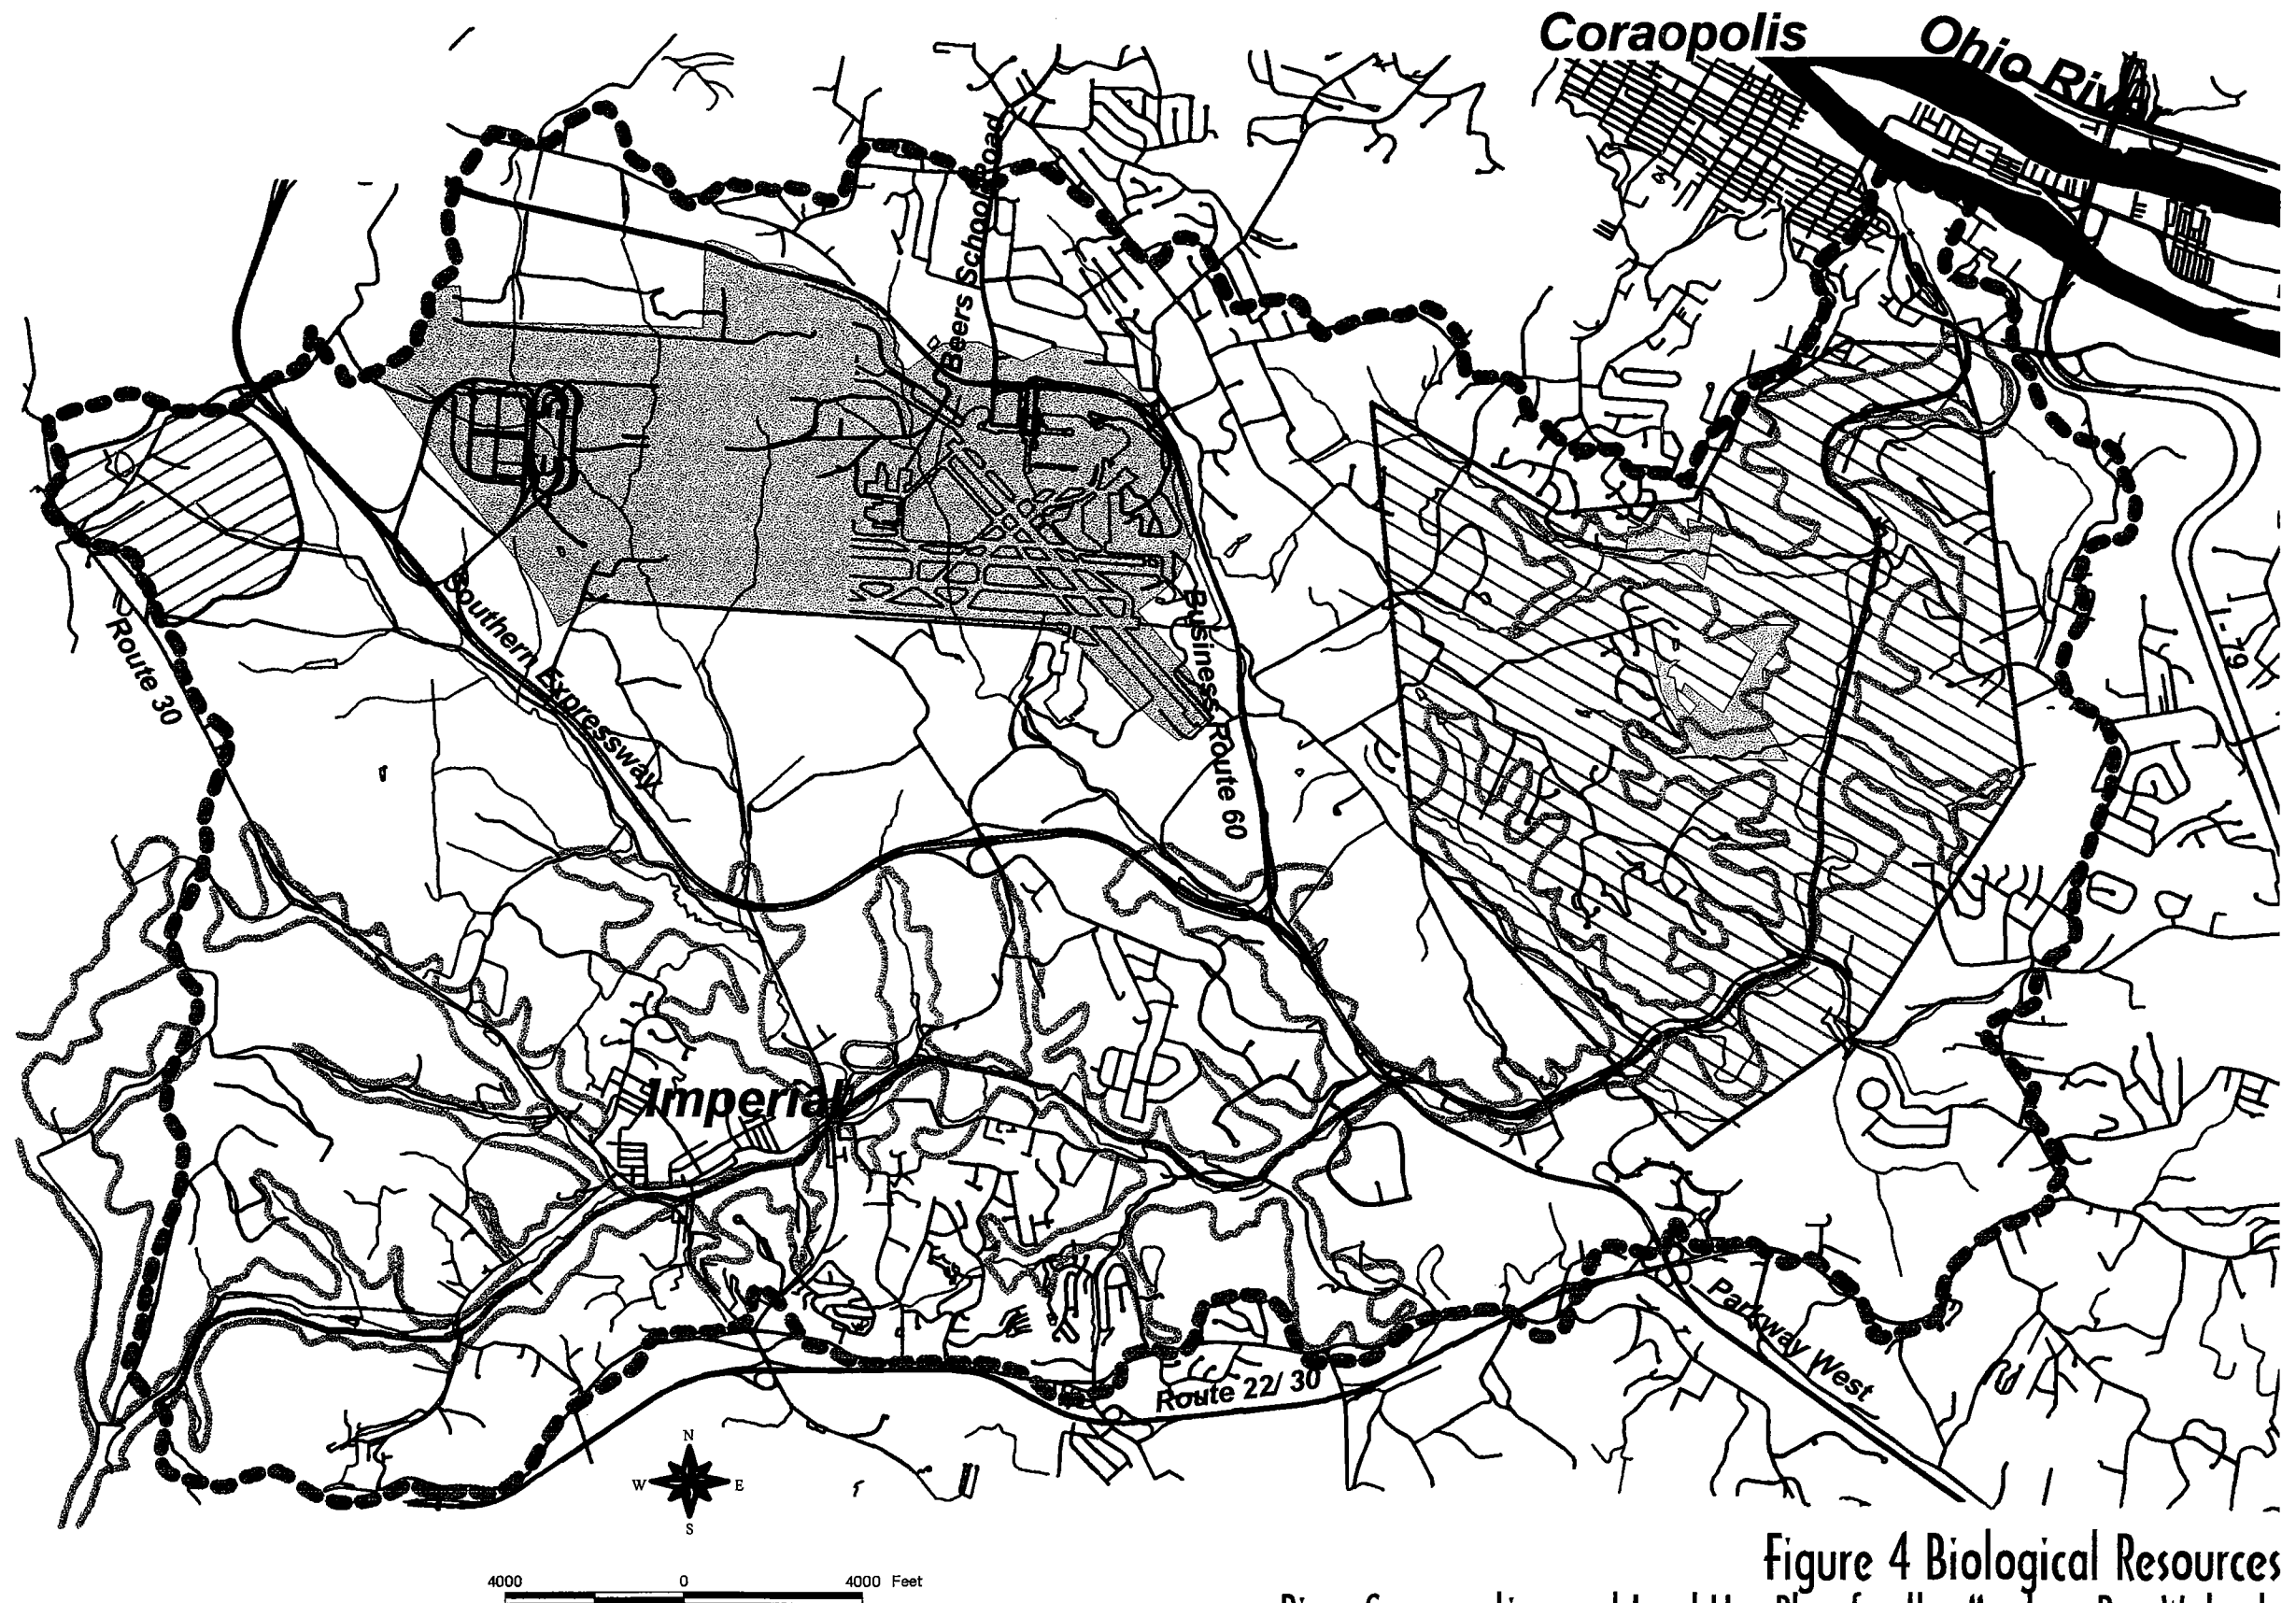 Coraopolis
Ohio River
Beers School Road
Route 30
Southern Expressway
Business Route 60
I-79
Imperial
Parkway West
Route 22/ 30
N
W E
S
4000 0 4000 Feet
Figure 4 Biological Resources